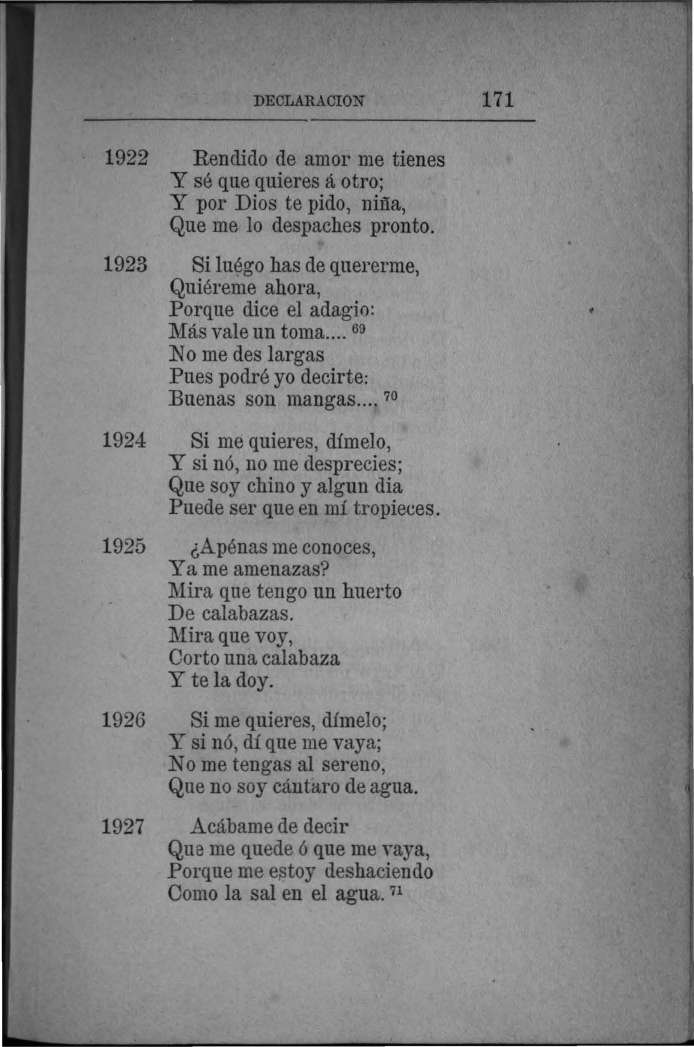 DECLARACION 171
1922 Rendido de amor me tienes
Y sé que quieres á otro;
Y por Dios te pido, niña,
Que me lo despaches pronto.
1923 Si luégo has de quererme,
Quiéreme ahora,
Porque dice el adagio:
Más vale un toma.... 69
No me des largas
Pues podré yo decirte:
Buenas son mangas.... 70
1924 Si me quieres, dímelo,
Y si nó, no me desprecies;
Que soy chino y algun dia
Puede ser que en mí tropieces.
1925 ¿Apénas me conoces,
Ya me amenazas?
Mira que tengo un huerto
De calabazas.
Mira que voy,
Corto una calabaza
Y te la doy.
1926 Si me quieres, dímelo;
Y si nó, dí que me vaya;
No me tengas al sereno,
Que no soy cántaro de agua.
1927 Acábame de decir
Que me quede ó que me vaya,
Porque me estoy deshaciendo
Como la sal en el agua. 71